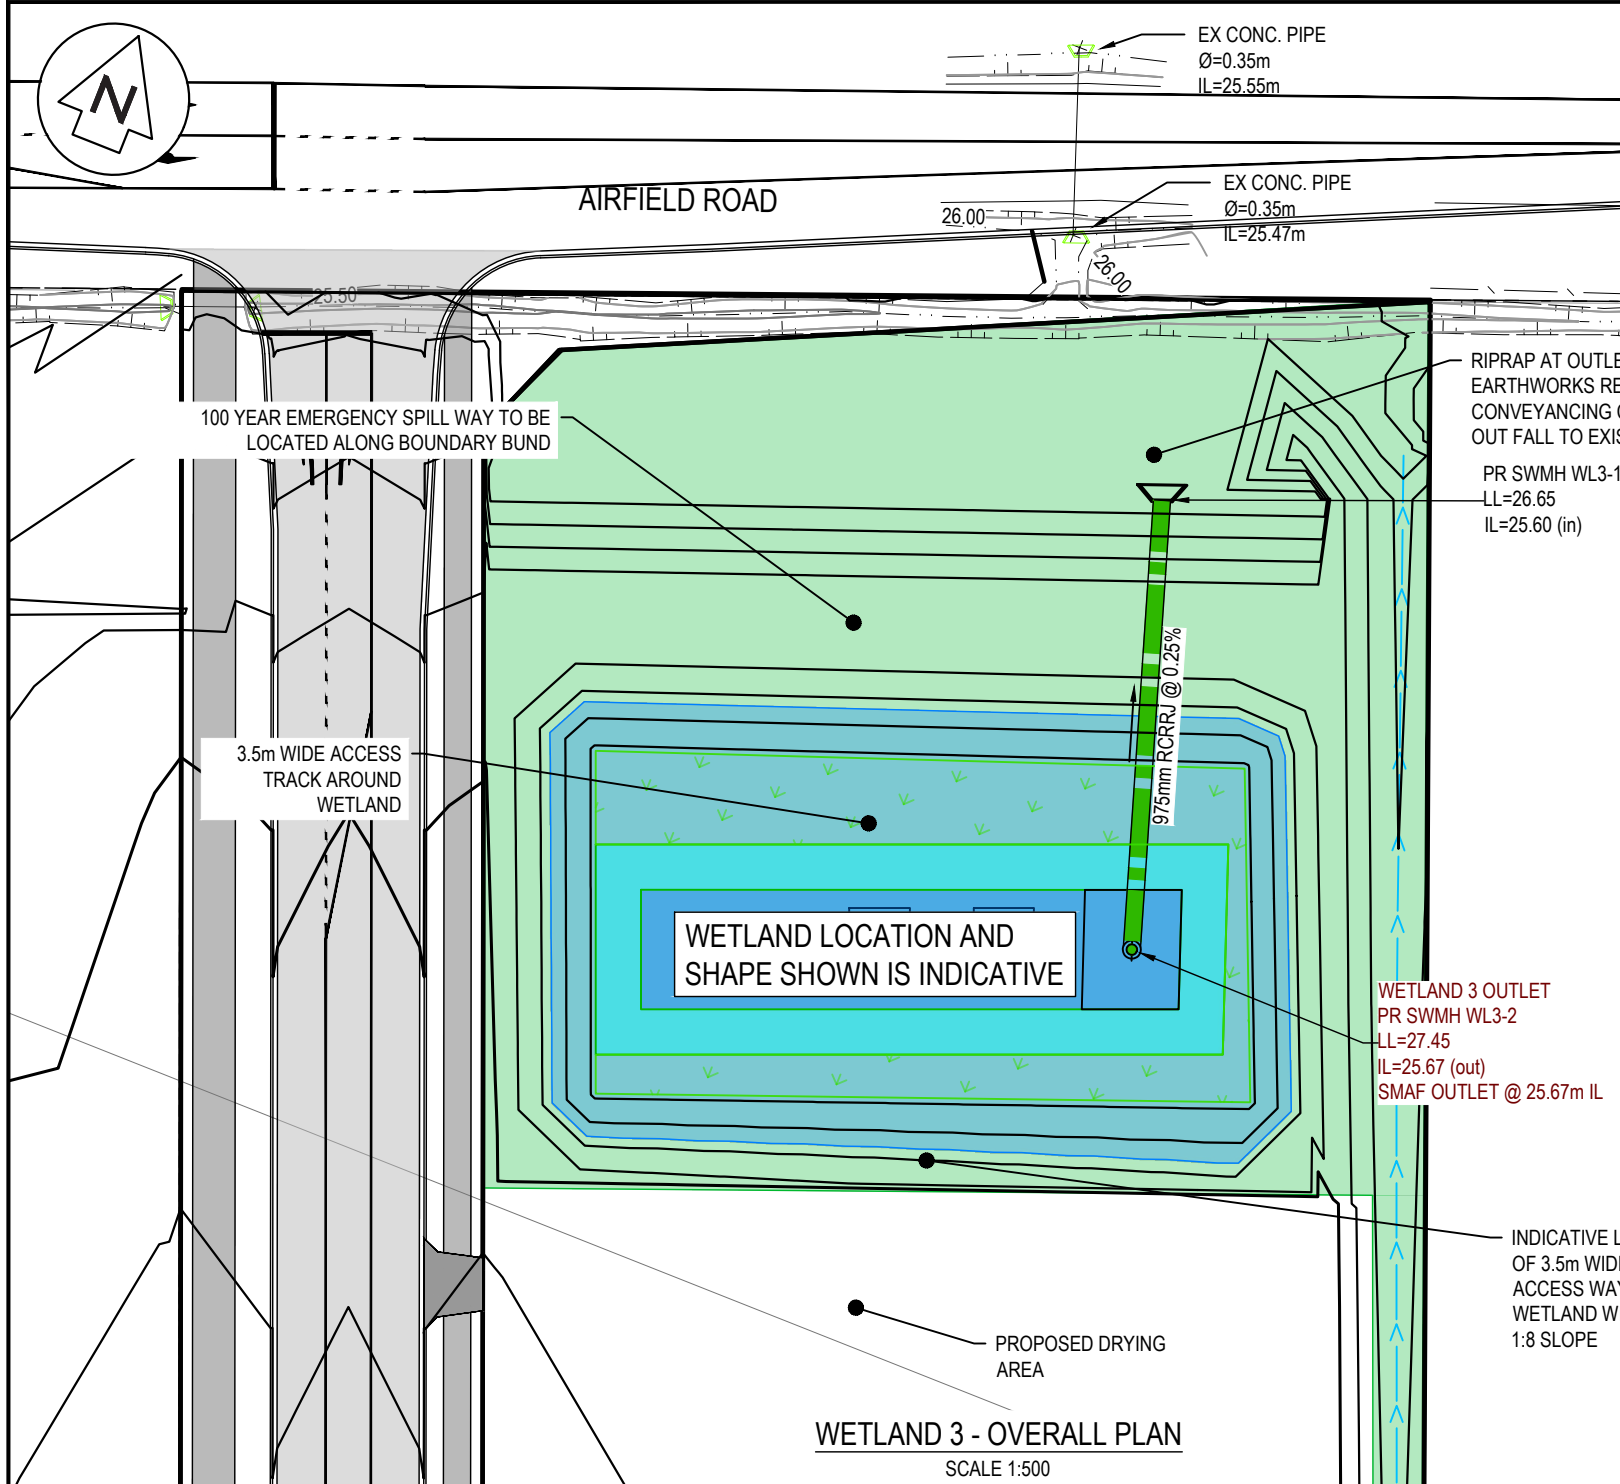 N
EX CONC. PIPE
Ø=0.35m
IL=25.55m
AIRFIELD ROAD
EX CONC. PIPE
Ø=0.35m
IL=25.47m
26.00
26.00
25.50
100 YEAR EMERGENCY SPILL WAY TO BE
LOCATED ALONG BOUNDARY BUND
RIPRAP AT OUTLE
EARTHWORKS RE
CONVEYANCING
OUT FALL TO EXIS
PR SWMH WL3-1
LL=26.65
IL=25.60 (in)
975mm RCRRJ @ 0.25%
3.5m WIDE ACCESS
TRACK AROUND
WETLAND
WETLAND LOCATION AND
SHAPE SHOWN IS INDICATIVE
WETLAND 3 OUTLET
PR SWMH WL3-2
LL=27.45
IL=25.67 (out)
SMAF OUTLET @ 25.67m IL
INDICATIVE L
OF 3.5m WIDE
ACCESS WAY
WETLAND W
1:8 SLOPE
PROPOSED DRYING
AREA
WETLAND 3 - OVERALL PLAN
SCALE 1:500